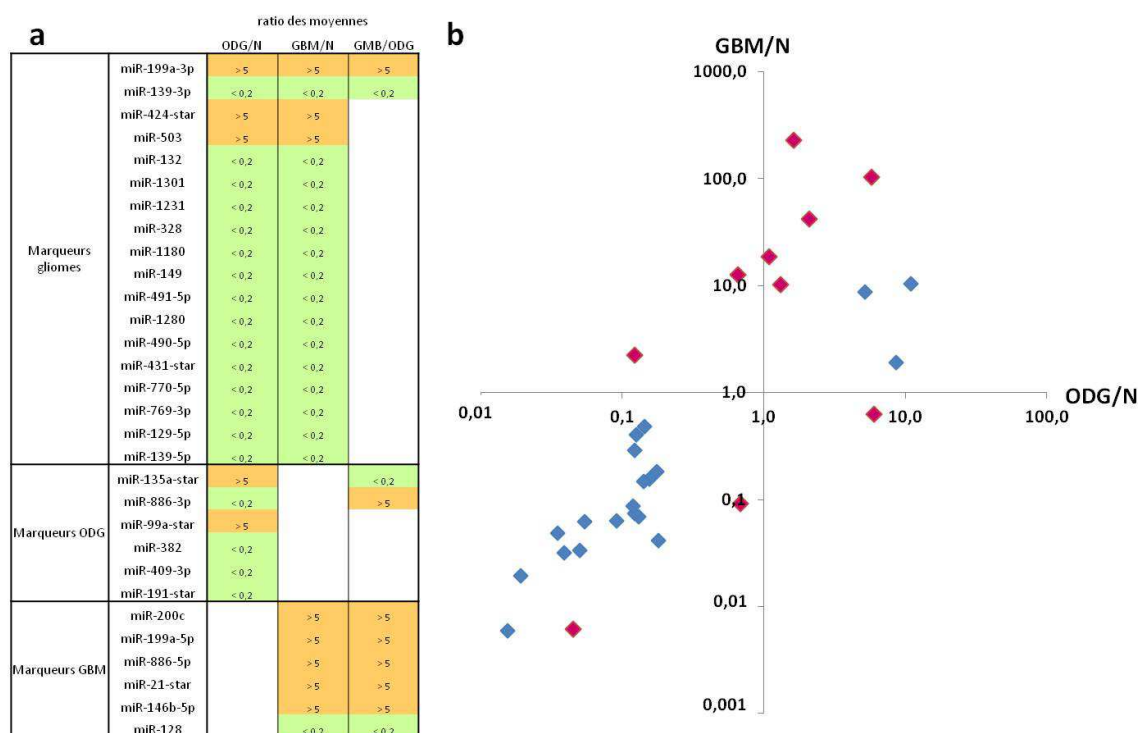 a
ratio des moyennes
ODG/N GBM/N GMB/ODG
miR-199a-3p > 5 > 5 > 5
miR-139-3p < 0,2 < 0,2 < 0,2
miR-424-star > 5 > 5
miR-503 > 5 > 5
miR-132 < 0,2 < 0,2
miR-1301 < 0,2 < 0,2
miR-1231 < 0,2 < 0,2
miR-328 < 0,2 < 0,2
Marqueurs gliomes
miR-1180 < 0,2 < 0,2
miR-149 < 0,2 < 0,2
miR-491-5p < 0,2 < 0,2
miR-1280 < 0,2 < 0,2
miR-490-5p < 0,2 < 0,2
miR-431-star < 0,2 < 0,2
miR-770-5p < 0,2 < 0,2
miR-769-3p < 0,2 < 0,2
miR-129-5p < 0,2 < 0,2
miR-139-5p < 0,2 < 0,2
miR-135a-star > 5 < 0,2
miR-886-3p < 0,2 > 5
Marqueurs ODG miR-99a-star > 5
miR-382 < 0,2
miR-409-3p < 0,2
miR-191-star < 0,2
miR-200c > 5 > 5
miR-199a-5p > 5 > 5
Marqueurs GBM miR-886-5p > 5 > 5
miR-21-star > 5 > 5
miR-146b-5p > 5 > 5
miR-128 < 0,2 < 0,2
b
GBM/N
1000,0
100,0
10,0
1,0
ODG/N
0,01 0,1 1,0 10,0 100,0
0,1
0,01
0,001